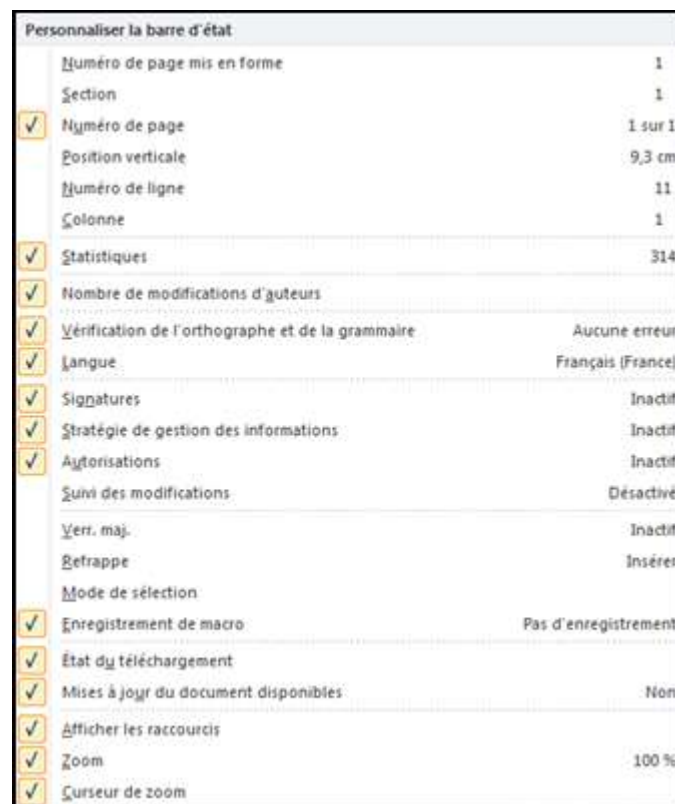 Personnaliser la barre d'état
Numéro de page mis en forme 1
Section 1
Numéro de page 1 sur 1
Position verticale 9,3 cm
Numéro de ligne 11
Colonne 1
Statistiques 314
Nombre de modifications d'auteurs
Vérification de l'orthographe et de la grammaire Aucune erreur
Langue Français (France)
Signatures Inactif
Stratégie de gestion des informations Inactif
Autorisations Inactif
Suivi des modifications Désactivé
Verr. maj. Inactif
Refrappe Insérer
Mode de sélection
Enregistrement de macro Pas d'enregistrement
État du téléchargement
Mises à jour du document disponibles Non
Afficher les raccourcis
Zoom 100 %
Curseur de zoom